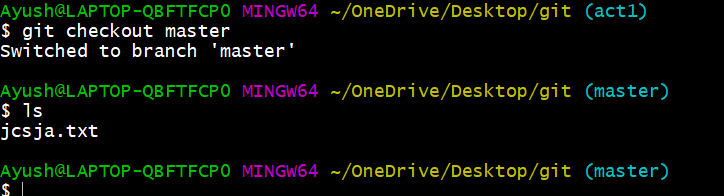 Ayush@LAPTOP-QBFTFCP0 MINGW64 ~/OneDrive/Desktop/git (act1)
$ git checkout master
Switched to branch 'master'
Ayush@LAPTOP-QBFTFCP0 MINGW64 ~/OneDrive/Desktop/git (master)
$ ls
jcsja.txt
Ayush@LAPTOP-QBFTFCP0 MINGW64 ~/OneDrive/Desktop/git (master)
$